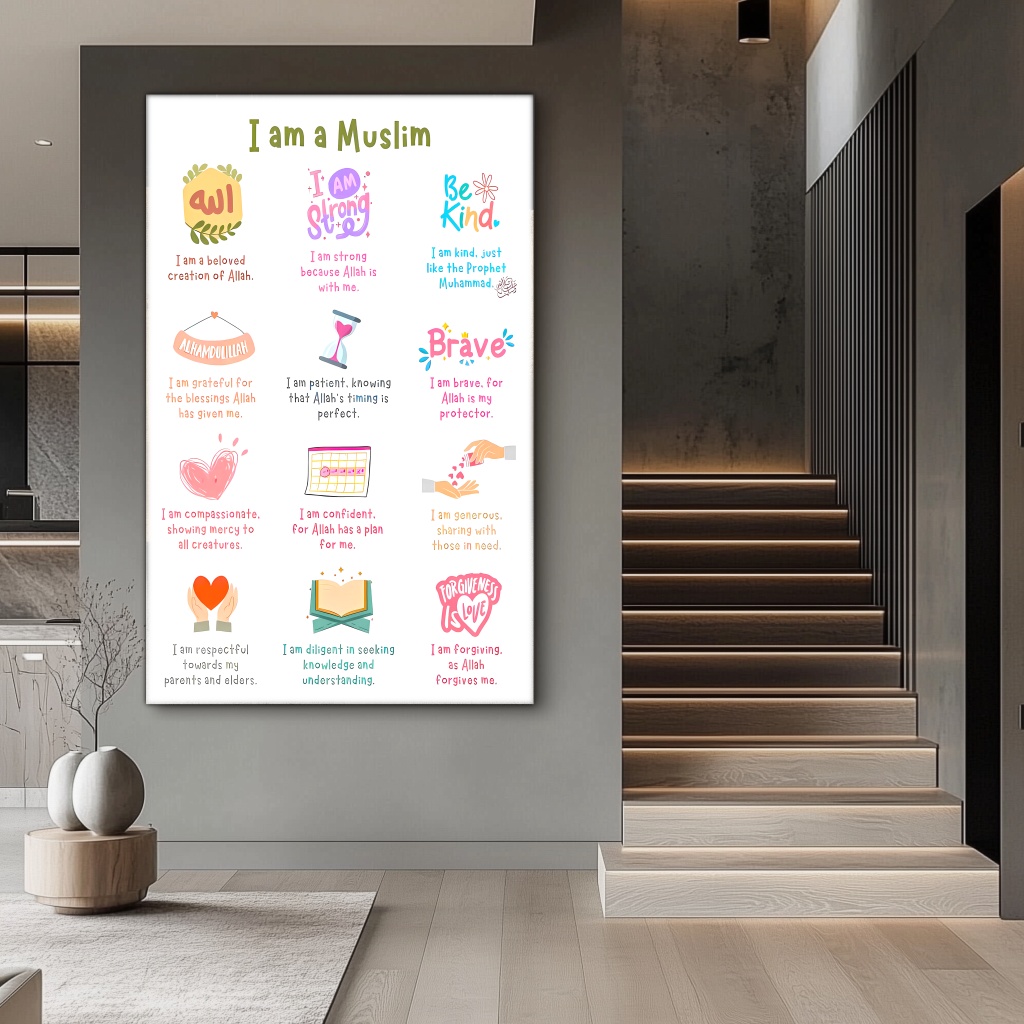 I am a Muslim
الله
I am a beloved
creation of Allah.
I AM
Strong
I am strong
because Allah is
with me.
Be
Kind.
I am kind, just
like the Prophet
Muhammad.
ALHAMDULILLAH
I am grateful for
the blessings Allah
has given me.
I am patient, knowing
that Allah's timing is
perfect.
Brave
I am brave, for
Allah is my
protector.
I am compassionate,
showing mercy to
all creatures.
I am confident,
for Allah has a plan
for me.
I am generous,
sharing with
those in need.
I am respectful
towards my
parents and elders.
I am diligent in seeking
knowledge and
understanding.
FORGIVENESS
Is LOVE
I am forgiving,
as Allah
forgives me.